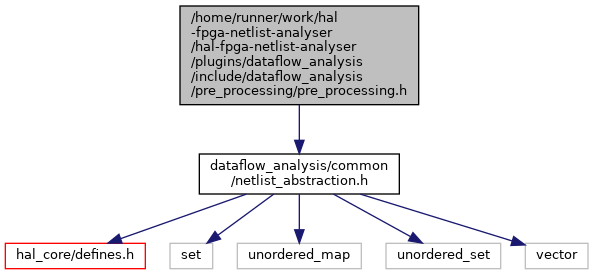 /home/runner/work/hal
-fpga-netlist-analyser
/hal-fpga-netlist-analyser
/plugins/dataflow_analysis
/include/dataflow_analysis
/pre_processing/pre_processing.h
dataflow_analysis/common
/netlist_abstraction.h
hal_core/defines.h
set
unordered_map
unordered_set
vector